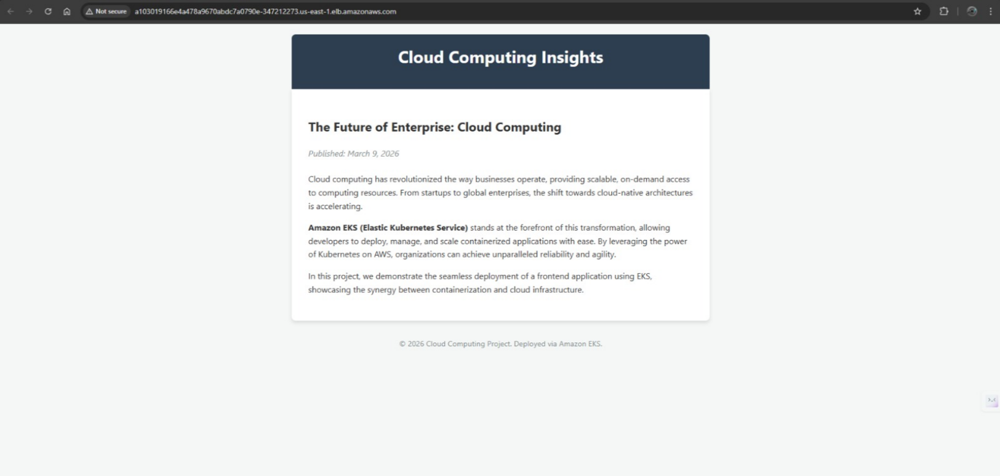 Not secure
a103019166e4a478a9670abdc7a0790e-347212273.us-east-1.elb.amazonaws.com
Cloud Computing Insights
The Future of Enterprise: Cloud Computing
Published: March 9, 2026
Cloud computing has revolutionized the way businesses operate, providing scalable, on-demand access
to computing resources. From startups to global enterprises, the shift towards cloud-native architectures
is accelerating.
Amazon EKS (Elastic Kubernetes Service) stands at the forefront of this transformation, allowing
developers to deploy, manage, and scale containerized applications with ease. By leveraging the power
of Kubernetes on AWS, organizations can achieve unparalleled reliability and agility.
In this project, we demonstrate the seamless deployment of a frontend application using EKS,
showcasing the synergy between containerization and cloud infrastructure.
© 2026 Cloud Computing Project. Deployed via Amazon EKS.